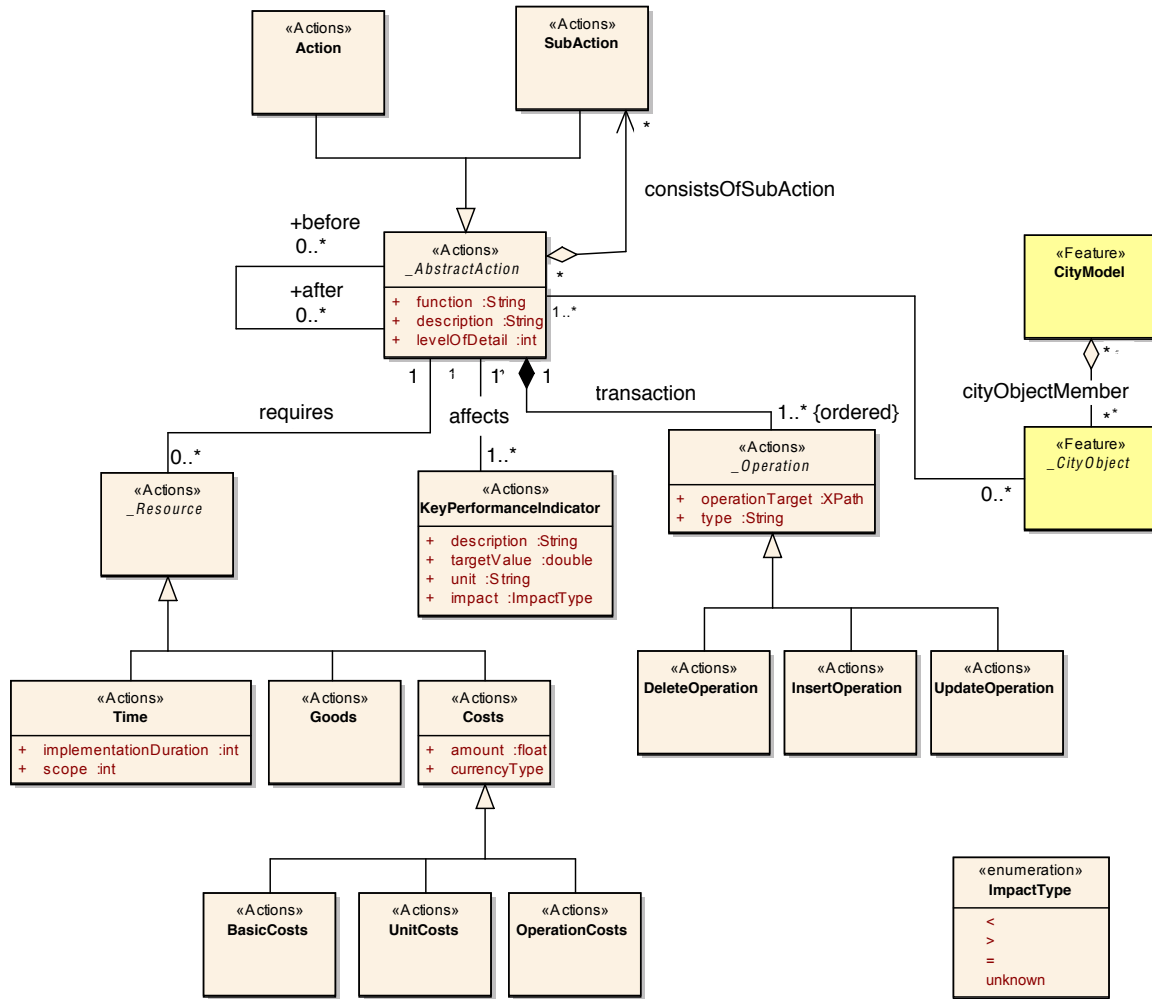 «Actions»
Action
«Actions»
SubAction
*
consistsOfSubAction
+before
0..*
+after
0..*
«Actions»
_AbstractAction
+ function :String
+ description :String
+ levelOfDetail :int
*
1..*
«Feature»
CityModel
*
cityObjectMember
*
«Feature»
_CityObject
0..*
1
1
1
1
requires
affects
transaction
0..*
1..*
1..* {ordered}
«Actions»
_Resource
«Actions»
KeyPerformanceIndicator
+ description :String
+ targetValue :double
+ unit :String
+ impact :ImpactType
«Actions»
_Operation
+ operationTarget :XPath
+ type :String
«Actions»
DeleteOperation
«Actions»
InsertOperation
«Actions»
UpdateOperation
«Actions»
Time
+ implementationDuration :int
+ scope :int
«Actions»
Goods
«Actions»
Costs
+ amount :float
+ currencyType
«Actions»
BasicCosts
«Actions»
UnitCosts
«Actions»
OperationCosts
«enumeration»
ImpactType
<
>
=
unknown